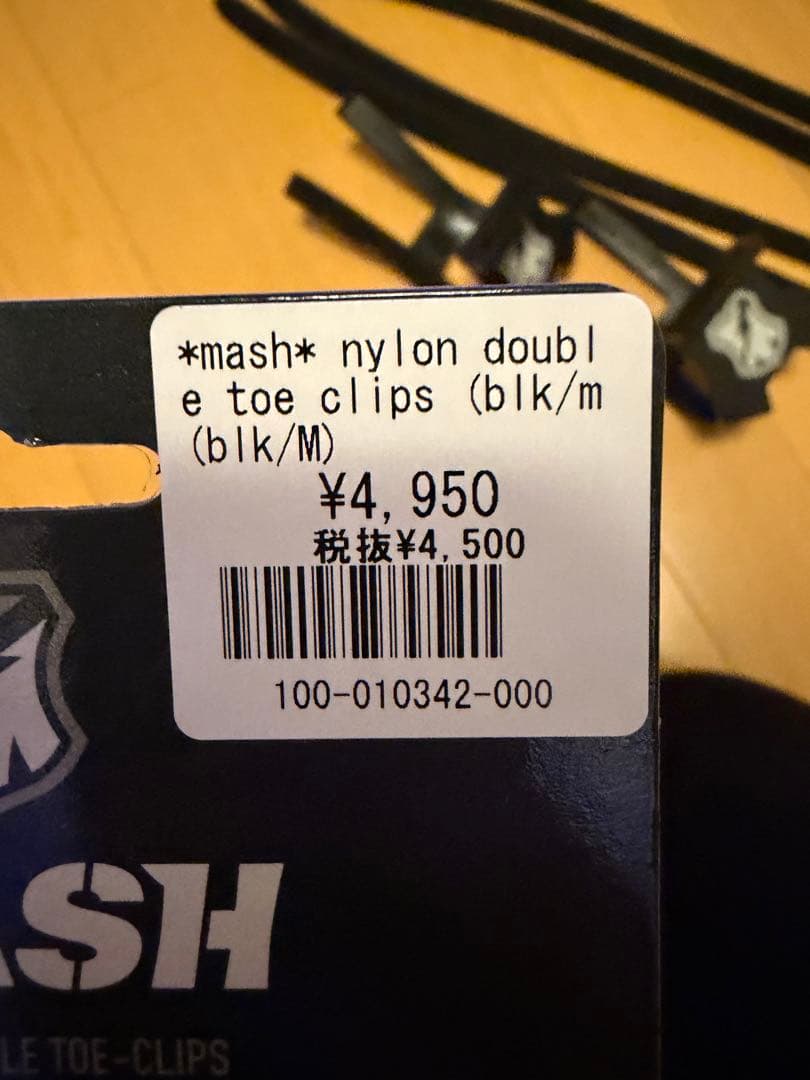 *mash* nylon doubl
e toe clips (blk/m
(blk/M)
¥4,950
税抜¥4,500
100-010342-000
ASH
LE TOE-CLIPS